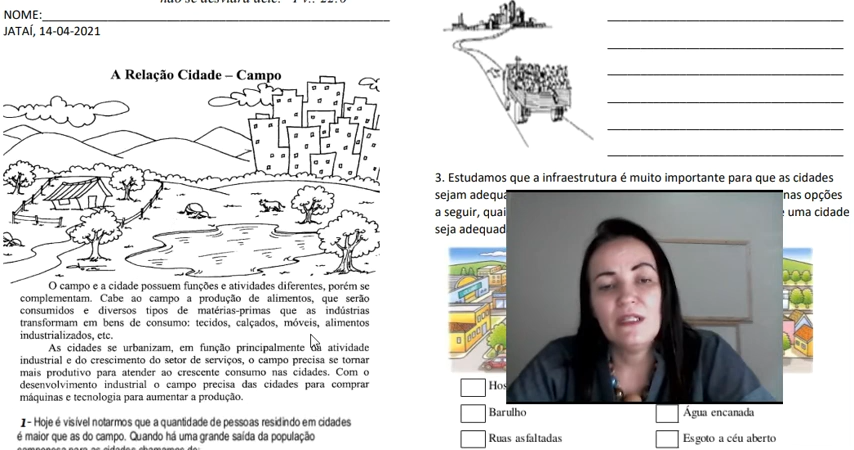 NOME:
JATAÍ, 14-04-2021
A Relação Cidade – Campo
O campo e a cidade possuem funções e atividades diferentes, porém se
complementam. Cabe ao campo a produção de alimentos, que serão
consumidos e diversos tipos de matérias-primas que as indústrias
transformam em bens de consumo: tecidos, calçados, móveis, alimentos
industrializados, etc.
As cidades se urbanizam, em função principalmente da atividade
industrial e do crescimento do setor de serviços, o campo precisa se tornar
mais produtivo para atender ao crescente consumo nas cidades. Com o
desenvolvimento industrial o campo precisa das cidades para comprar
máquinas e tecnologia para aumentar a produção.
1- Hoje é visível notarmos que a quantidade de pessoas residindo em cidades
é maior que as do campo. Quando há uma grande saída da população
3. Estudamos que a infraestrutura é muito importante para que as cidades
sejam nas opções
a seguir, uma cidade
seja
Barulho
Água encanada
Ruas asfaltadas
Esgoto a céu aberto